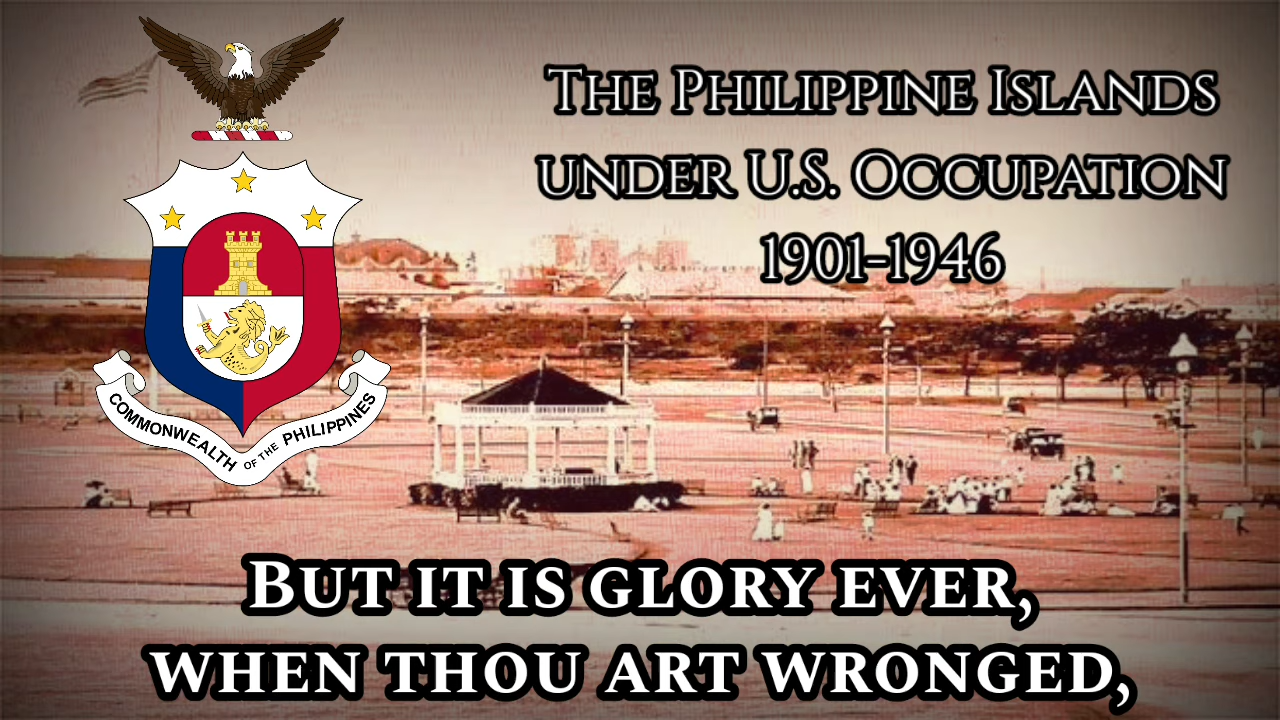 The Philippine Islands
under U.S. Occupation
1901-1946
COMMONWEALTH OF THE PHILIPPINES
But it is glory ever,
when thou art wronged,